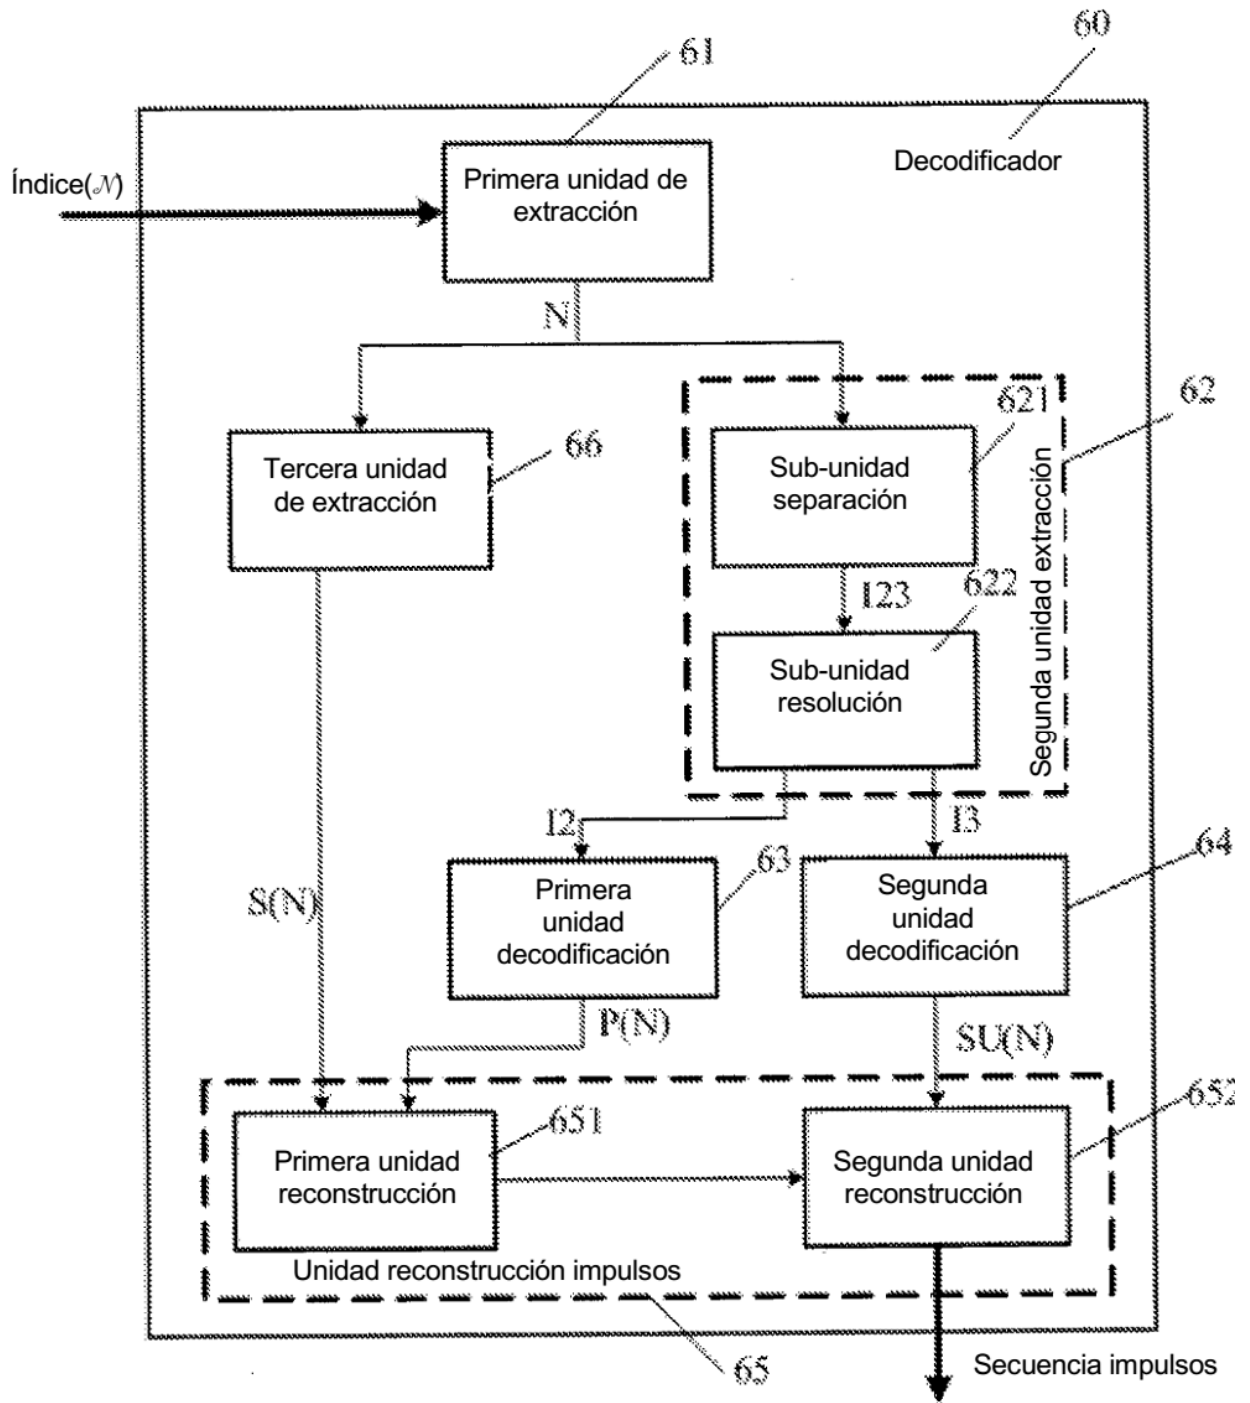 60
61
Decodificador
Índice(𝒩)
Primera unidad de
extracción
N
62
621
66
Tercera unidad
de extracción
Sub-unidad
separación
Segunda unidad extracción
I23
622
Sub-unidad
resolución
I2
I3
63
64
S(N)
Primera
unidad
decodificación
Segunda
unidad
decodificación
P(N)
SU(N)
651
652
Primera unidad
reconstrucción
Segunda unidad
reconstrucción
Unidad reconstrucción impulsos
65
Secuencia impulsos